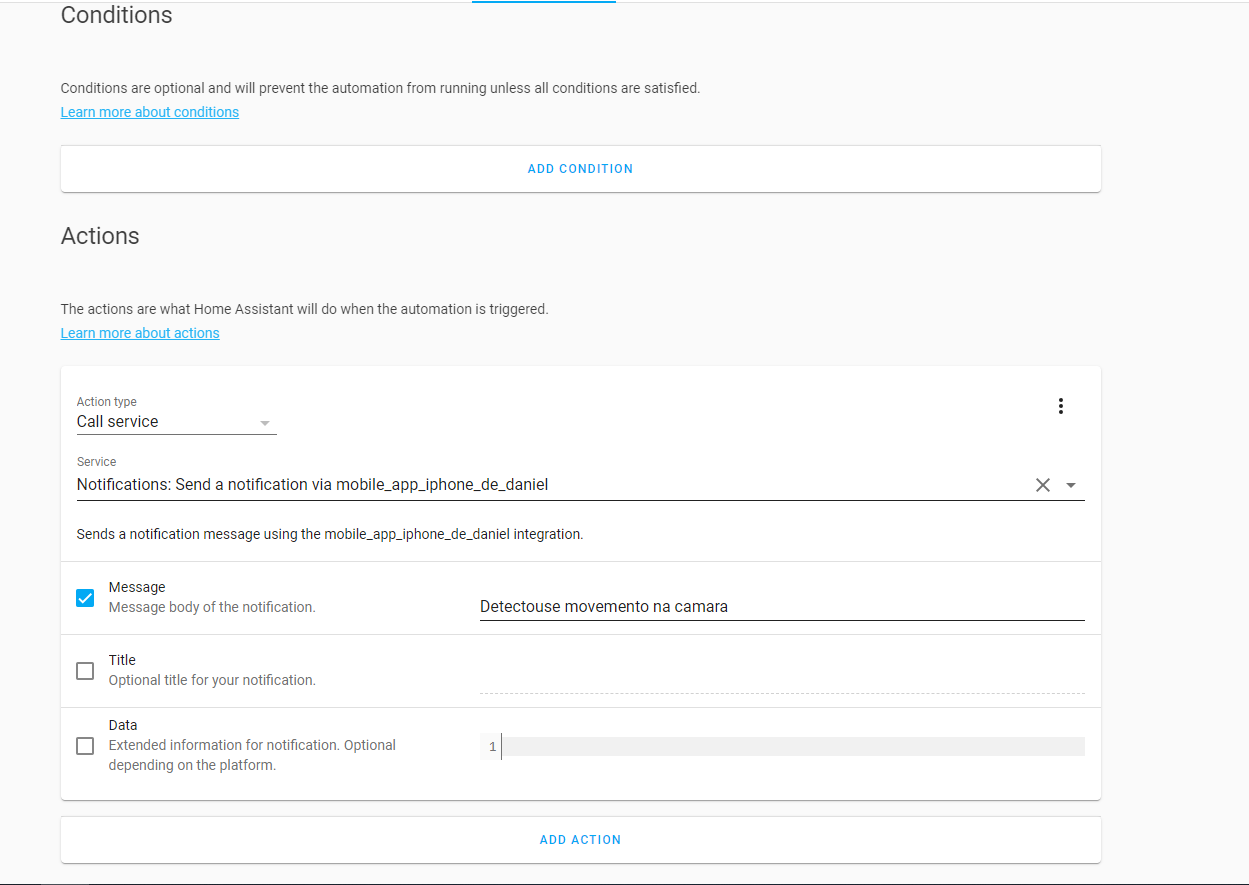 Conditions
Conditions are optional and will prevent the automation from running unless all conditions are satisfied.
Learn more about conditions
ADD CONDITION
Actions
The actions are what Home Assistant will do when the automation is triggered.
Learn more about actions
Action type
Call service
Service
Notifications: Send a notification via mobile_app_iphone_de_daniel
Sends a notification message using the mobile_app_iphone_de_daniel integration.
Message
Message body of the notification.
Detectouse movemento na camara
Title
Optional title for your notification.
Data
Extended information for notification. Optional
depending on the platform.
1
ADD ACTION